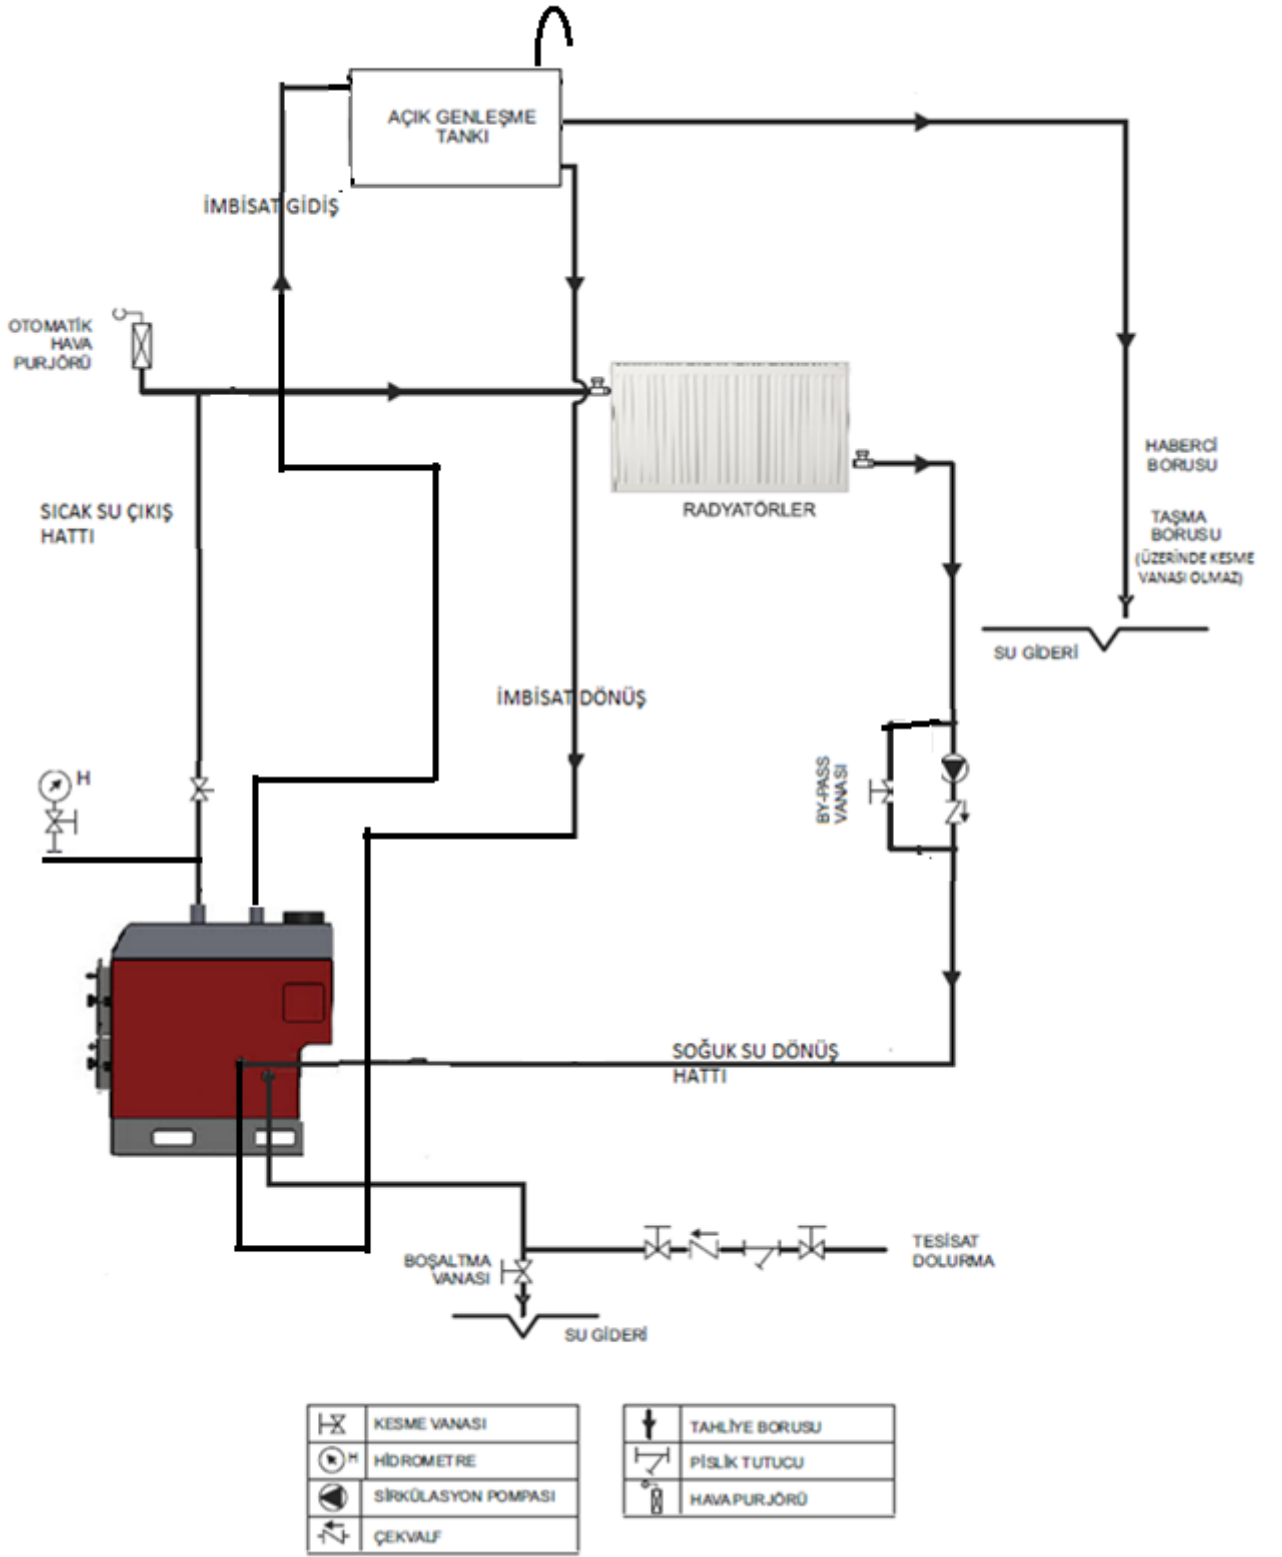 AÇIK GENLEŞME
TANKI
İMBİSAT GİDİŞ
OTOMATİK
HAVA
PURJÖRÜ
SICAK SU ÇIKIŞ
HATTI
RADYATÖRLER
HABERCİ
BORUSU
TAŞMA
BORUSU
(ÜZERİNDE KESME
VANASI OLMAZ)
SU GİDERİ
İMBİSAT DÖNÜŞ
H
BY-PASS
VANASI
SOĞUK SU DÖNÜŞ
HATTI
BOŞALTMA
VANASI
TESİSAT
DOLURMA
SU GİDERİ
KESME VANASI
H
HİDROMETRE
SİRKÜLASYON POMPASI
ÇEKVALF
TAHLİYE BORUSU
PİSLİK TUTUCU
HAVA PURJÖRÜ